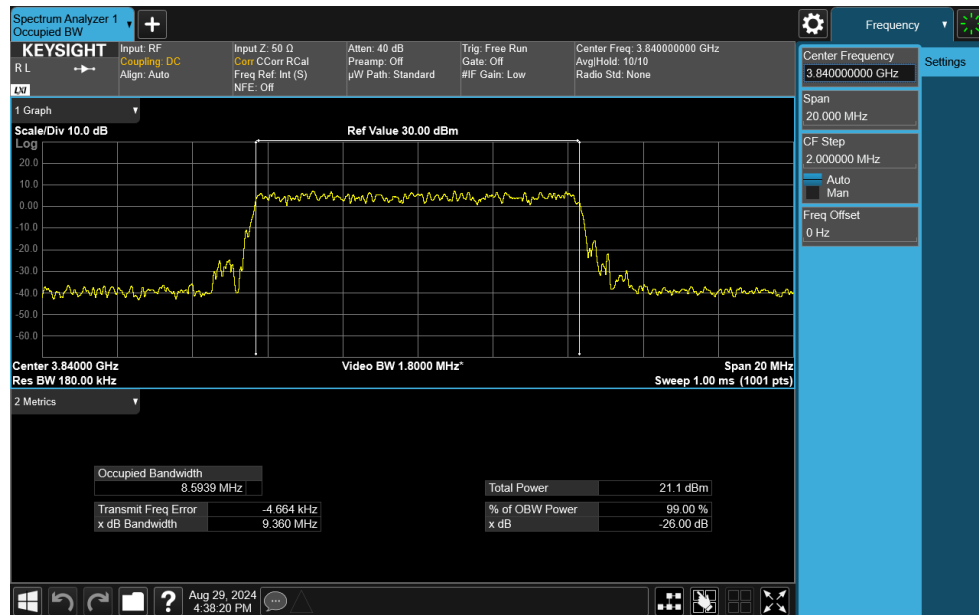 Spectrum Analyzer 1
Occupied BW
+
Frequency
KEYSIGHT
R L
LXI
Input: RF
Coupling: DC
Align: Auto
Input Z: 50 Ω
Corr CCorr RCal
Freq Ref: Int (S)
NFE: Off
Atten: 40 dB
Preamp: Off
µW Path: Standard
Trig: Free Run
Gate: Off
#IF Gain: Low
Center Freq: 3.840000000 GHz
Avg|Hold: 10/10
Radio Std: None
Center Frequency
3.840000000 GHz
Settings
Span
20.000 MHz
CF Step
2.000000 MHz
Auto
Man
Freq Offset
0 Hz
1 Graph
Scale/Div 10.0 dB
Ref Value 30.00 dBm
Log
20.0
10.0
0.00
-10.0
-20.0
-30.0
-40.0
-50.0
-60.0
Center 3.84000 GHz
Video BW 1.8000 MHz*
Span 20 MHz
Res BW 180.00 kHz
Sweep 1.00 ms (1001 pts)
2 Metrics
Occupied Bandwidth
8.5939 MHz
Total Power 21.1 dBm
Transmit Freq Error -4.664 kHz
% of OBW Power 99.00 %
x dB Bandwidth 9.360 MHz
x dB -26.00 dB
?
Aug 29, 2024
4:38:20 PM